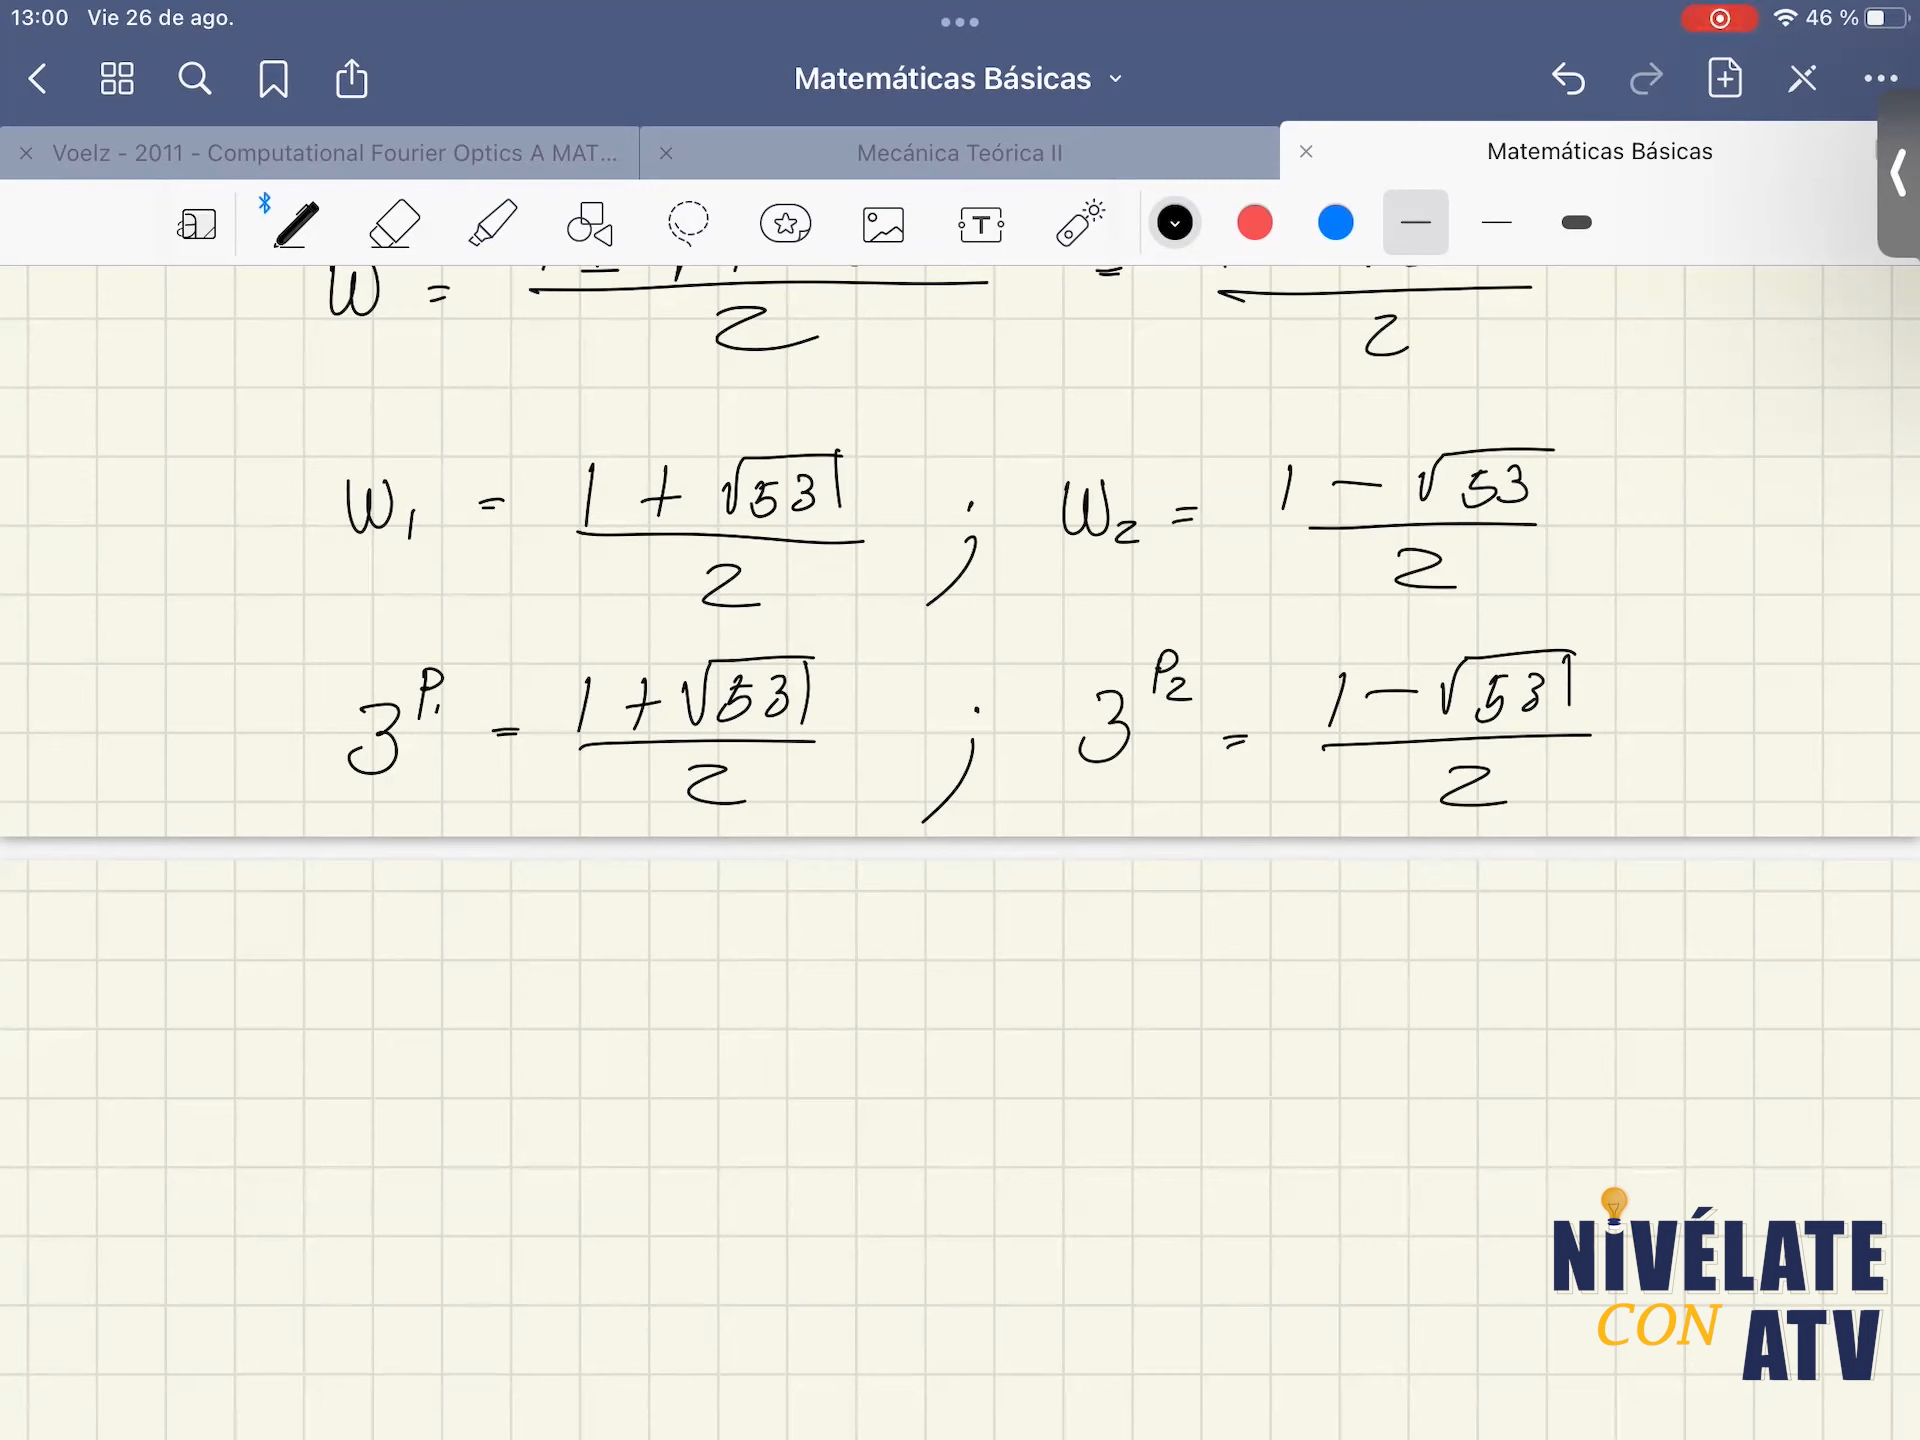 13:00 Vie 26 de ago. 46 %
Matemáticas Básicas
Voelz - 2011 - Computational Fourier Optics A MAT... Mecánica Teórica II Matemáticas Básicas
W = 2 = 2
W₁ = (1 + √53)/2 ; W₂ = (1 - √53)/2
3^P₁ = (1 + √53)/2 ; 3^P₂ = (1 - √53)/2
NIVÉLATE
CON ATV